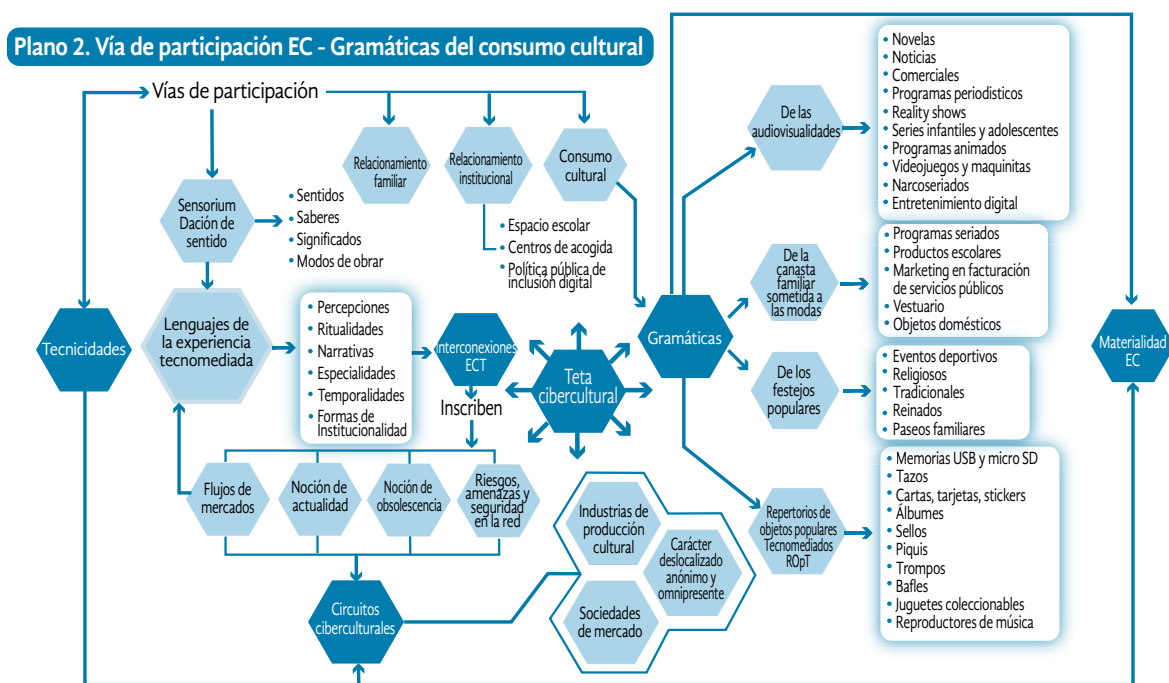 Plano 2. Vía de participación EC - Gramáticas del consumo cultural
Vías de participación
Relacionamiento
familiar
Relacionamiento
institucional
Consumo
cultural
• Espacio escolar
• Centros de acogida
• Política pública de
inclusión digital
Sensorium
Dación de
sentido
• Sentidos
• Saberes
• Significados
• Modos de obrar
Tecnicidades
Lenguajes de
la experiencia
tecnomediada
• Percepciones
• Ritualidades
• Narrativas
• Especialidades
• Temporalidades
• Formas de
Institucionalidad
Interconexiones
ECT
Inscriben
Teta
cibercultural
Flujos de
mercados
Noción de
actualidad
Noción de
obsolescencia
Riesgos,
amenazas y
seguridad
en la red
Circuitos
ciberculturales
Industrias de
producción
cultural
Carácter
deslocalizado
anónimo y
omnipresente
Sociedades
de mercado
Gramáticas
De las
audiovisualidades
• Novelas
• Noticias
• Comerciales
• Programas periodisticos
• Reality shows
• Series infantiles y adolescentes
• Programas animados
• Videojuegos y maquinitas
• Narcoseriados
• Entretenimiento digital
De la
canasta
familiar
sometida a
las modas
• Programas seriados
• Productos escolares
• Marketing en facturación
de servicios públicos
• Vestuario
• Objetos domésticos
De los
festejos
populares
• Eventos deportivos
• Religiosos
• Tradicionales
• Reinados
• Paseos familiares
Repertorios de
objetos populares
Tecnomediados
ROpT
• Memorias USB y micro SD
• Tazos
• Cartas, tarjetas, stickers
• Álbumes
• Sellos
• Piquis
• Trompos
• Bafles
• Juguetes coleccionables
• Reproductores de música
Materialidad
EC